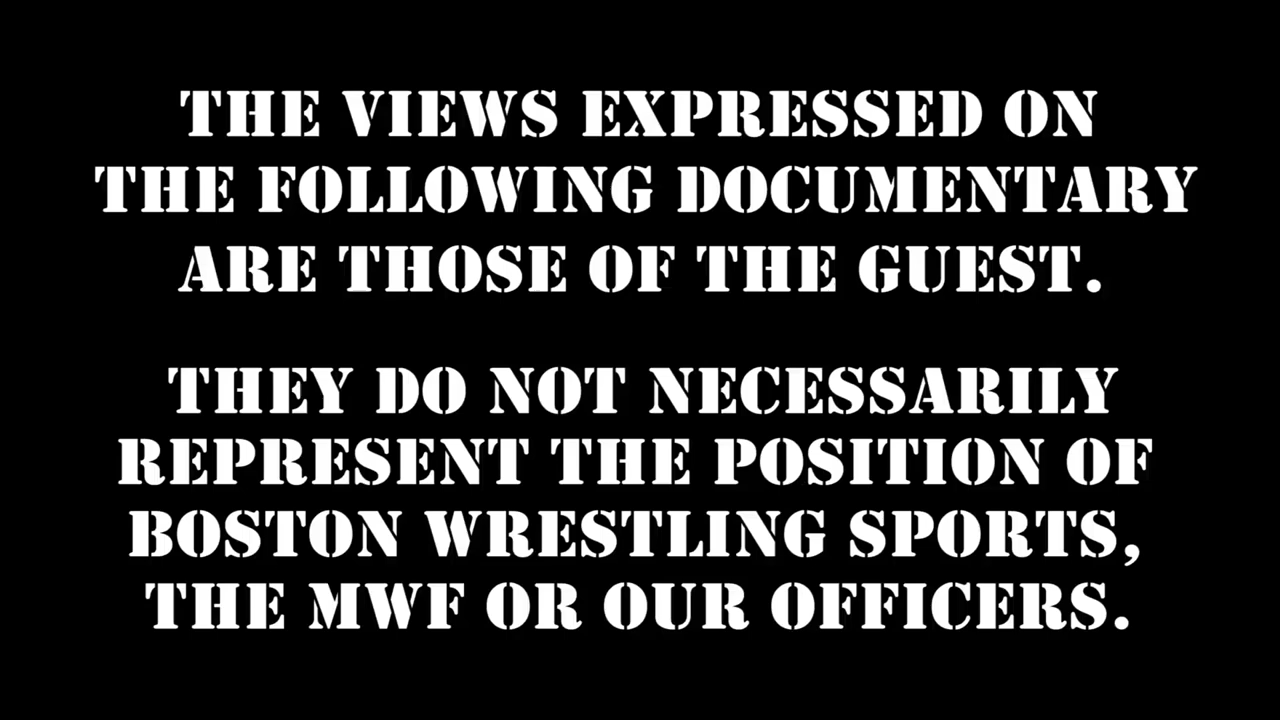 THE VIEWS EXPRESSED ON
THE FOLLOWING DOCUMENTARY
ARE THOSE OF THE GUEST.
THEY DO NOT NECESSARILY
REPRESENT THE POSITION OF
BOSTON WRESTLING SPORTS,
THE MWF OR OUR OFFICERS.